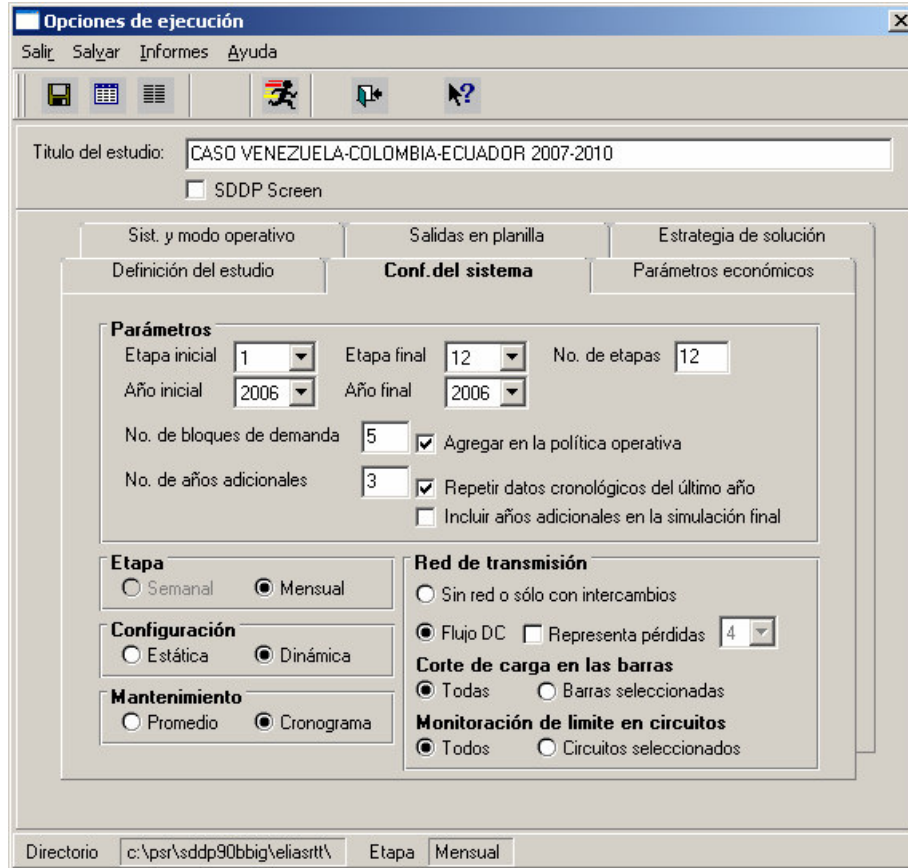 Opciones de ejecución
Salir Salvar Informes Ayuda
Titulo del estudio: CASO VENEZUELA-COLOMBIA-ECUADOR 2007-2010
SDDP Screen
Sist. y modo operativo Salidas en planilla Estrategia de solución
Definición del estudio Conf.del sistema Parámetros económicos
Parámetros
Etapa inicial 1 Etapa final 12 No. de etapas 12
Año inicial 2006 Año final 2006
No. de bloques de demanda 5 Agregar en la política operativa
No. de años adicionales 3 Repetir datos cronológicos del último año
Incluir años adicionales en la simulación final
Etapa
Semanal Mensual
Configuración
Estática Dinámica
Mantenimiento
Promedio Cronograma
Red de transmisión
Sin red o sólo con intercambios
Flujo DC Representa pérdidas 4
Corte de carga en las barras
Todas Barras seleccionadas
Monitoración de limite en circuitos
Todos Circuitos seleccionados
Directorio c:\psr\sddp90bbig\eliasrtt\ Etapa Mensual